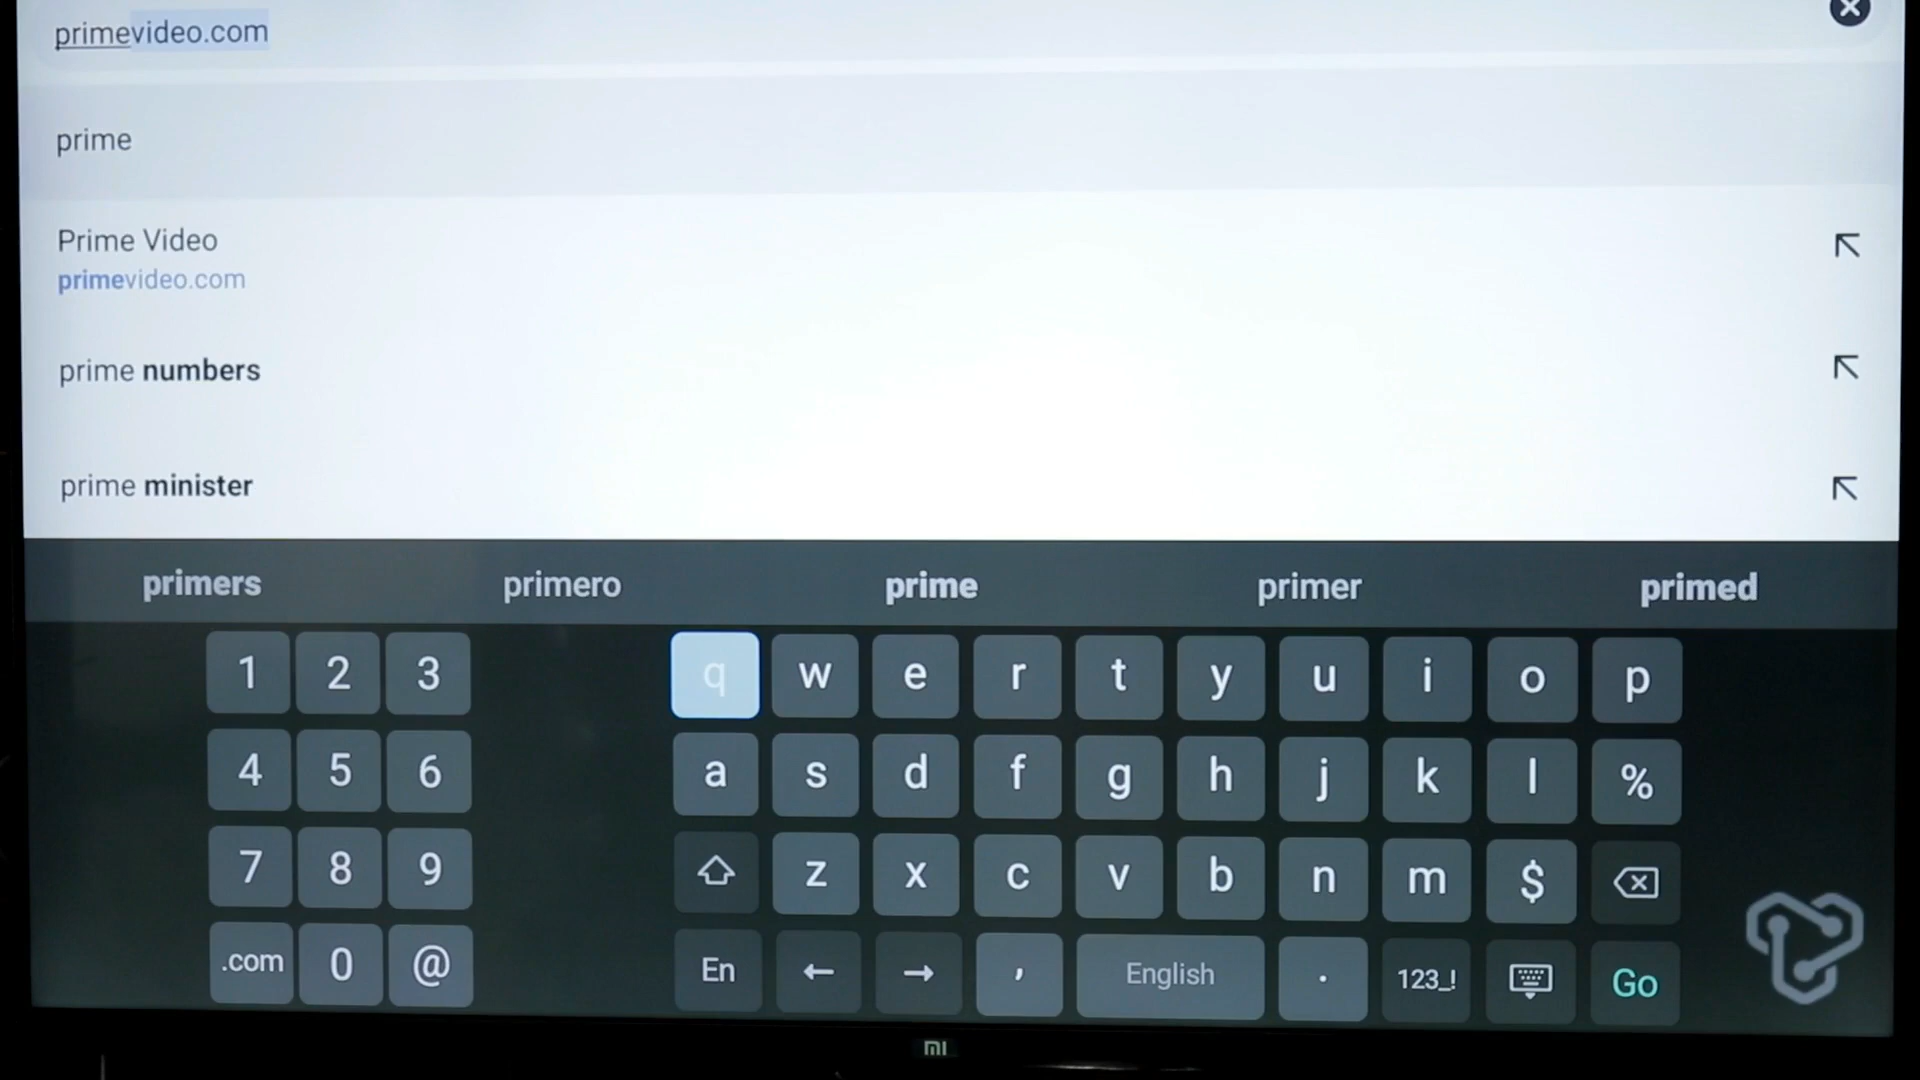 primevideo.com
prime
Prime Video
primevideo.com
prime numbers
prime minister
primers primero prime primer primed
1 2 3 q w e r t y u i o p
4 5 6 a s d f g h j k l %
7 8 9 z x c v b n m $
.com 0 @ En ← → , English . 123_! Go
mi